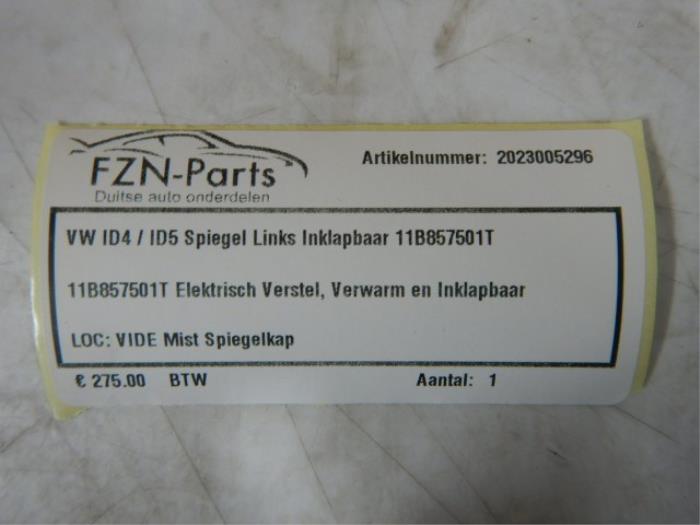 FZN-Parts
Duitse auto onderdelen
Artikelnummer: 2023005296
VW ID4 / ID5 Spiegel Links Inklapbaar 11B857501T
11B857501T Elektrisch Verstel, Verwarm en Inklapbaar
LOC: VIDE Mist Spiegelkap
€ 275.00 BTW Aantal: 1